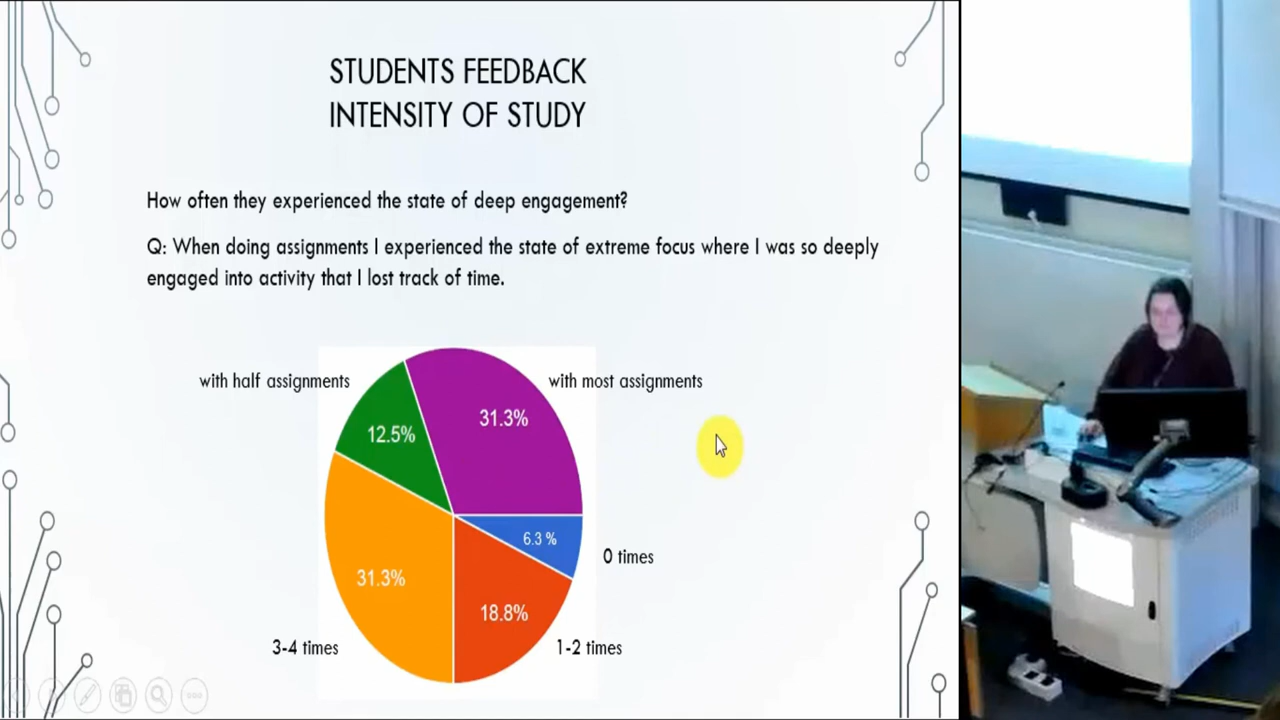 STUDENTS FEEDBACK
INTENSITY OF STUDY
How often they experienced the state of deep engagement?
Q: When doing assignments I experienced the state of extreme focus where I was so deeply
engaged into activity that I lost track of time.
with half assignments
with most assignments
31.3%
12.5%
6.3 %
0 times
31.3%
18.8%
3-4 times
1-2 times